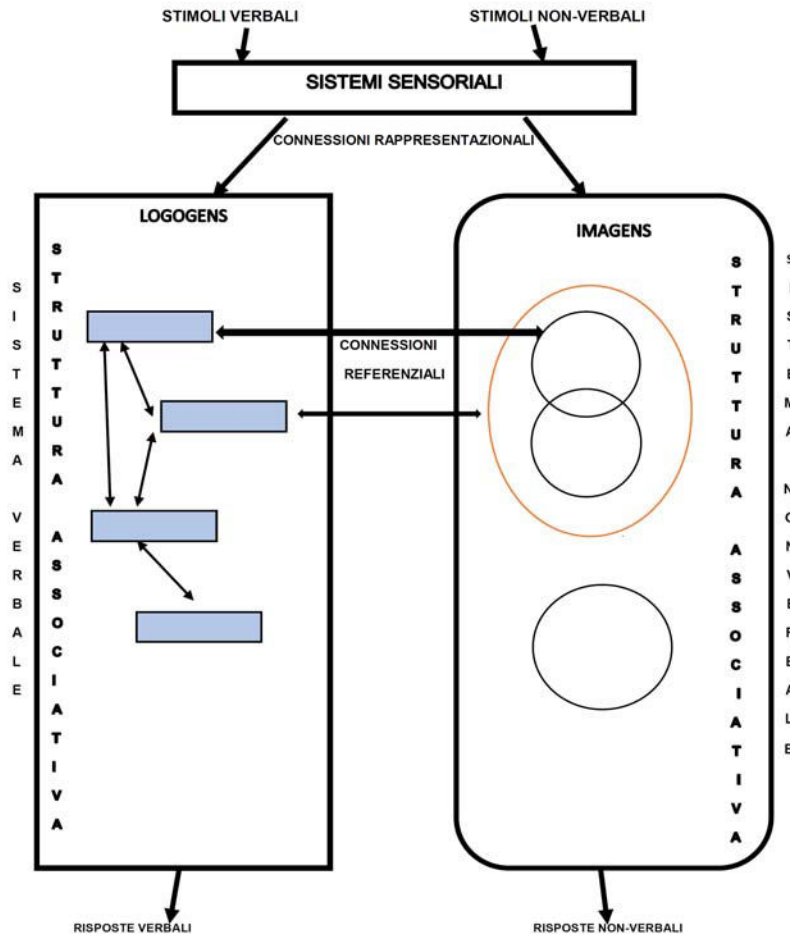 STIMOLI VERBALI
STIMOLI NON-VERBALI
SISTEMI SENSORIALI
CONNESSIONI RAPPRESENTAZIONALI
LOGOGENS
IMAGENS
SISTEMA VERBALE
STRUTTURA ASSOCIATIVA
CONNESSIONI
REFERENZIALI
STRUTTURA ASSOCIATIVA
RISPOSTE VERBALI
RISPOSTE NON-VERBALI